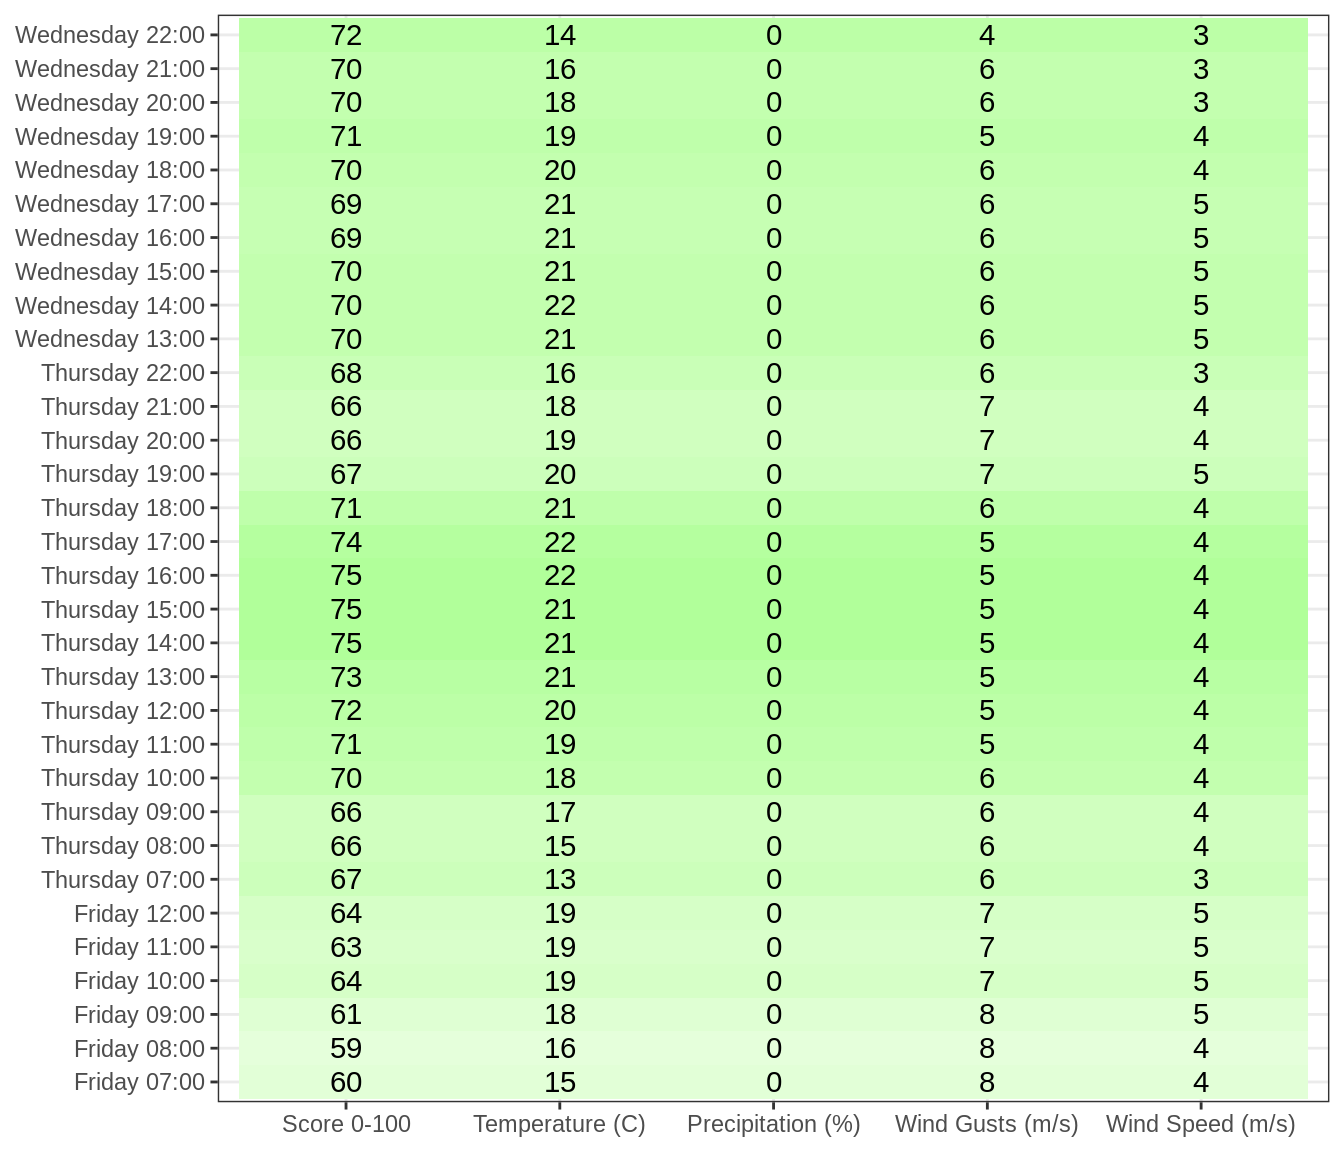 Wednesday 22:00 72 14 0 4 3
Wednesday 21:00 70 16 0 6 3
Wednesday 20:00 70 18 0 6 3
Wednesday 19:00 71 19 0 5 4
Wednesday 18:00 70 20 0 6 4
Wednesday 17:00 69 21 0 6 5
Wednesday 16:00 69 21 0 6 5
Wednesday 15:00 70 21 0 6 5
Wednesday 14:00 70 22 0 6 5
Wednesday 13:00 70 21 0 6 5
Thursday 22:00 68 16 0 6 3
Thursday 21:00 66 18 0 7 4
Thursday 20:00 66 19 0 7 4
Thursday 19:00 67 20 0 7 5
Thursday 18:00 71 21 0 6 4
Thursday 17:00 74 22 0 5 4
Thursday 16:00 75 22 0 5 4
Thursday 15:00 75 21 0 5 4
Thursday 14:00 75 21 0 5 4
Thursday 13:00 73 21 0 5 4
Thursday 12:00 72 20 0 5 4
Thursday 11:00 71 19 0 5 4
Thursday 10:00 70 18 0 6 4
Thursday 09:00 66 17 0 6 4
Thursday 08:00 66 15 0 6 4
Thursday 07:00 67 13 0 6 3
Friday 12:00 64 19 0 7 5
Friday 11:00 63 19 0 7 5
Friday 10:00 64 19 0 7 5
Friday 09:00 61 18 0 8 5
Friday 08:00 59 16 0 8 4
Friday 07:00 60 15 0 8 4
Score 0-100 Temperature (C) Precipitation (%) Wind Gusts (m/s) Wind Speed (m/s)